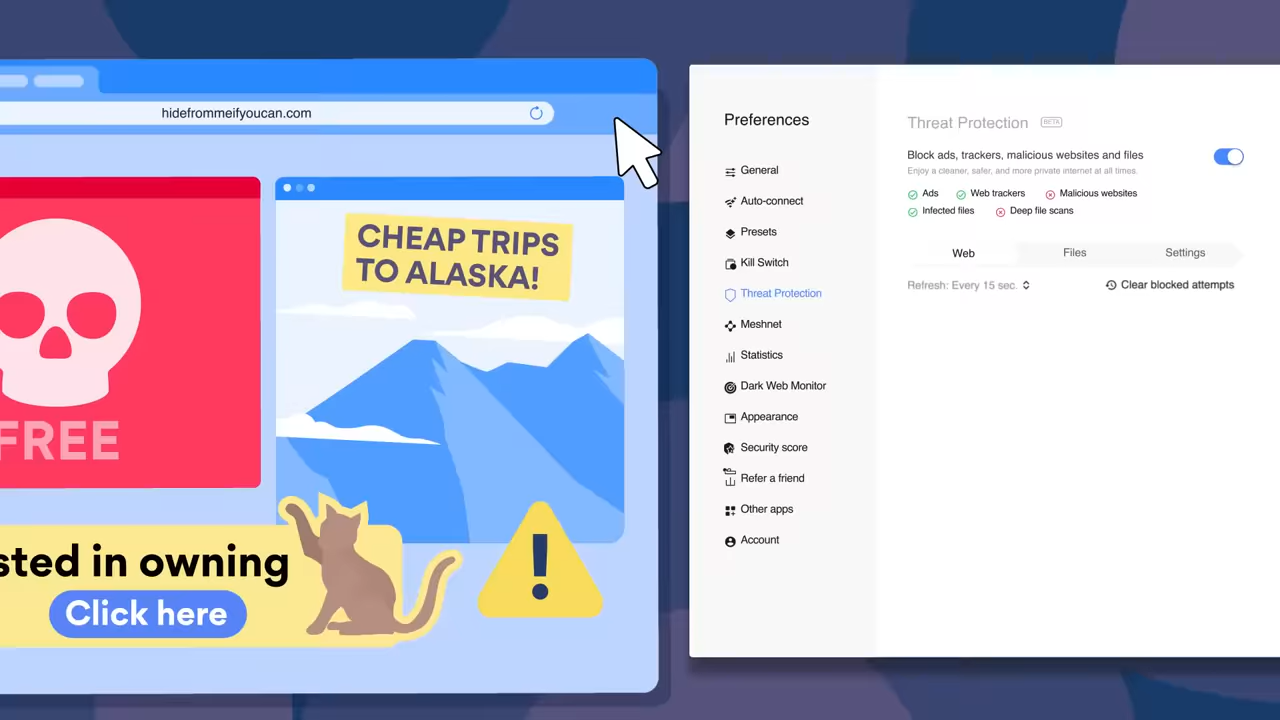 hidefrommeifyoucan.com
FREE
CHEAP TRIPS
TO ALASKA!
sted in owning
Click here
Preferences
General
Auto-connect
Presets
Kill Switch
Threat Protection
Meshnet
Statistics
Dark Web Monitor
Appearance
Security score
Refer a friend
Other apps
Account
Threat Protection BETA
Block ads, trackers, malicious websites and files
Enjoy a cleaner, safer, and more private internet at all times.
Ads Web trackers Malicious websites
Infected files Deep file scans
Web Files Settings
Refresh: Every 15 sec. Clear blocked attempts